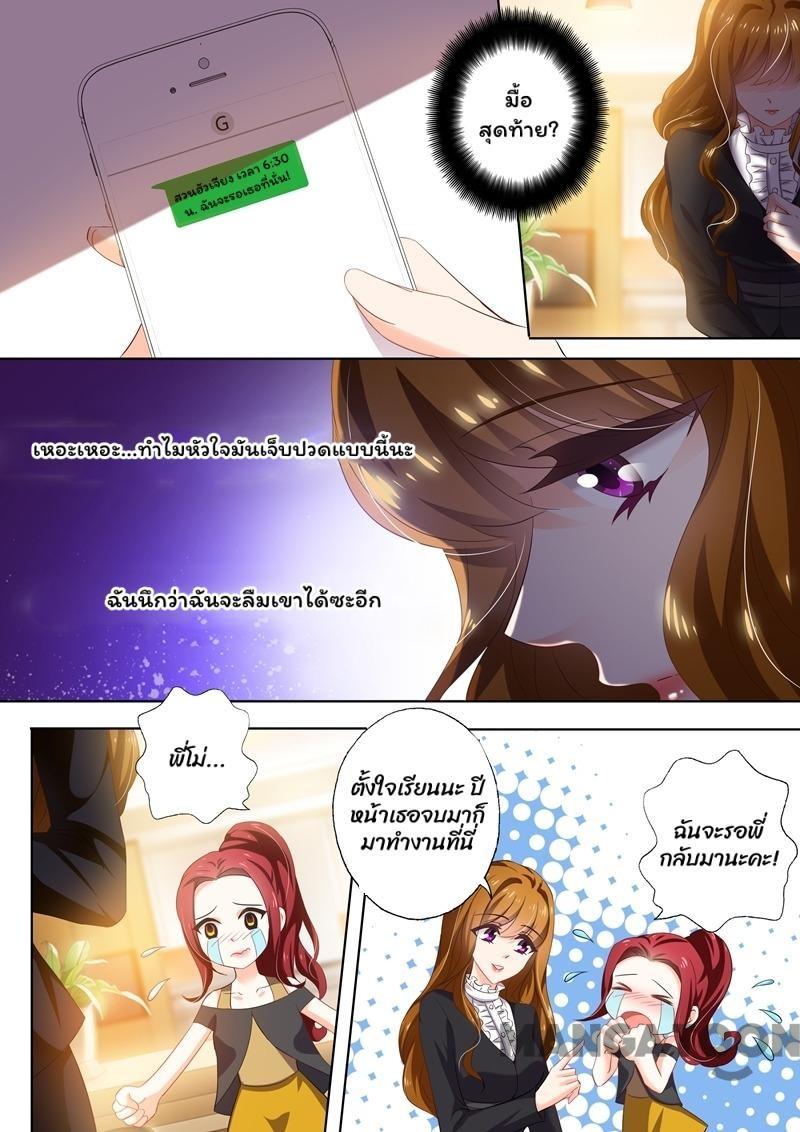 G
สวนฮัวเจียง เวลา 6:30
น. ฉันจะรอเธอที่นั่น!
มื้อ
สุดท้าย?
เหอะเหอะ...ทำไมหัวใจมันเจ็บปวดแบบนี้นะ
ฉันนึกว่าฉันจะลืมเขาได้ซะอีก
พี่โม่...
ตั้งใจเรียนนะ ปี
หน้าเธอจบมาก็
มาทำงานที่นี่
ฉันจะรอพี่
กลับมานะคะ!
MANGATOON